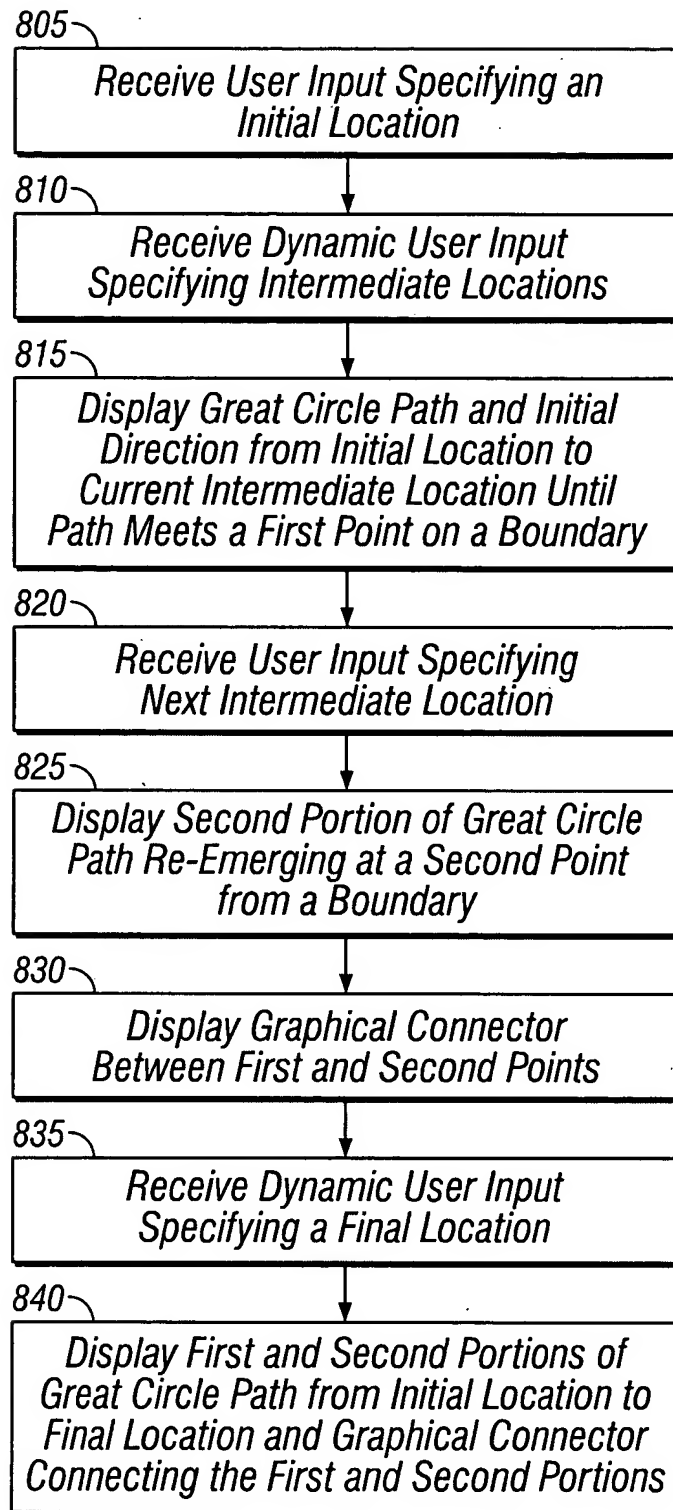 805
Receive User Input Specifying an
Initial Location
810
Receive Dynamic User Input
Specifying Intermediate Locations
815
Display Great Circle Path and Initial
Direction from Initial Location to
Current Intermediate Location Until
Path Meets a First Point on a Boundary
820
Receive User Input Specifying
Next Intermediate Location
825
Display Second Portion of Great Circle
Path Re-Emerging at a Second Point
from a Boundary
830
Display Graphical Connector
Between First and Second Points
835
Receive Dynamic User Input
Specifying a Final Location
840
Display First and Second Portions of
Great Circle Path from Initial Location to
Final Location and Graphical Connector
Connecting the First and Second Portions